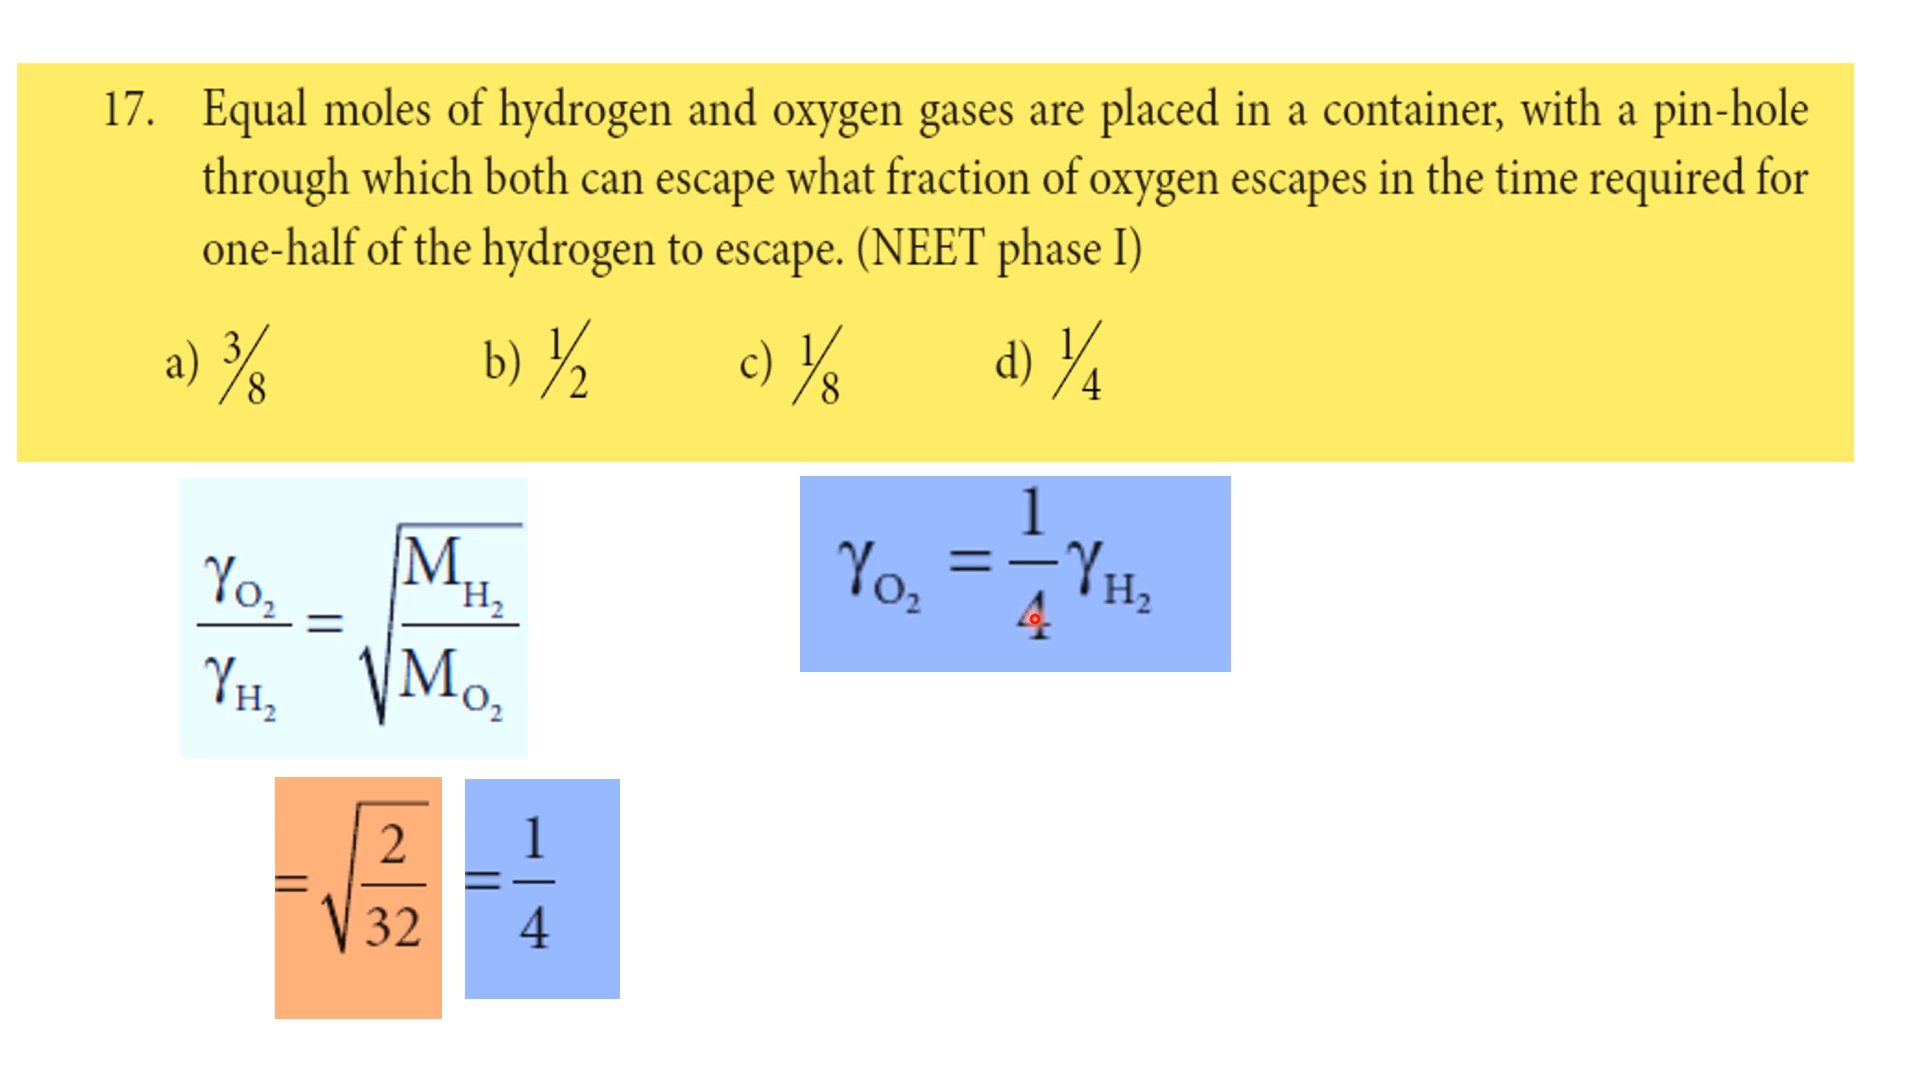 17. Equal moles of hydrogen and oxygen gases are placed in a container, with a pin-hole
through which both can escape what fraction of oxygen escapes in the time required for
one-half of the hydrogen to escape. (NEET phase I)
a) 3/8 b) 1/2 c) 1/8 d) 1/4
γO₂/γH₂ = √(MH₂/MO₂)
γO₂ = 1/4 γH₂
= √(2/32) = 1/4